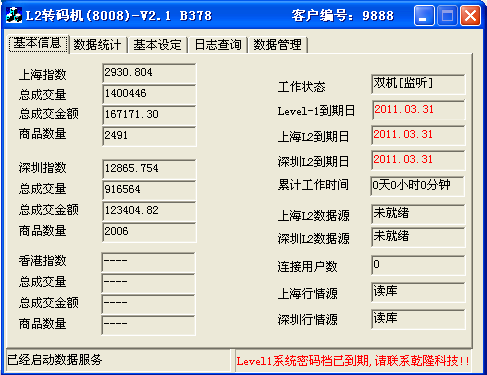 L2转码机(8008)-V2.1 B378 客户编号: 9888
基本信息 数据统计 基本设定 日志查询 数据管理
上海指数 2930.804
总成交量 1400446
总成交金额 167171.30
商品数量 2491
深圳指数 12865.754
总成交量 916564
总成交金额 123404.82
商品数量 2006
香港指数 ----
总成交量 ----
总成交金额 ----
商品数量 ----
工作状态 双机[监听]
Level-1到期日 2011.03.31
上海L2到期日 2011.03.31
深圳L2到期日 2011.03.31
累计工作时间 0天0小时0分钟
上海L2数据源 未就绪
深圳L2数据源 未就绪
连接用户数 0
上海行情源 读库
深圳行情源 读库
已经启动数据服务 Level1系统密码档已到期,请联系乾隆科技!!